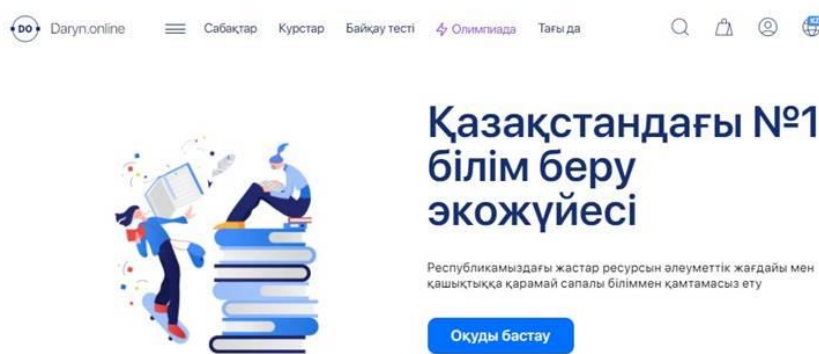 DO Daryn.online Сабақтар Курстар Байқау тесті Олимпиада Тағы да KZ
Қазақстандағы №1
білім беру
экожүйесі
Республикамыздағы жастар ресурсын әлеуметтік жағдайы мен
қашықтыққа қарамай сапалы біліммен қамтамасыз ету
Оқуды бастау